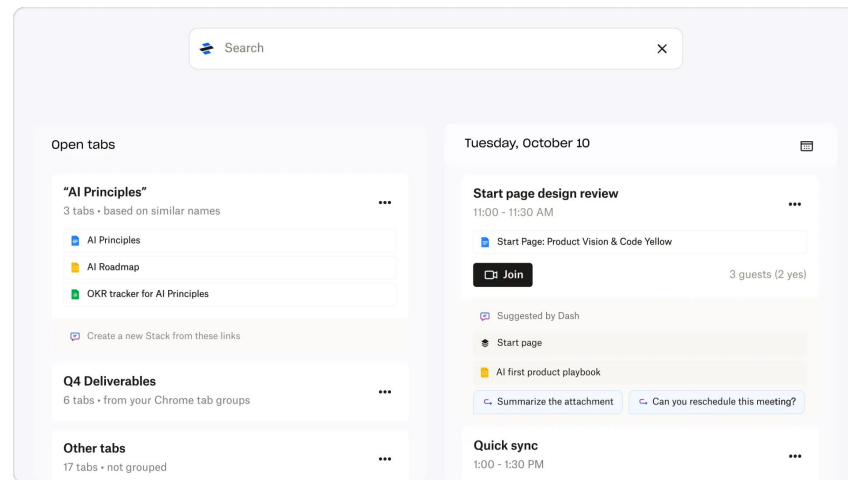 Search
Open tabs
“AI Principles”
3 tabs • based on similar names
AI Principles
AI Roadmap
OKR tracker for AI Principles
Create a new Stack from these links
Q4 Deliverables
6 tabs • from your Chrome tab groups
Other tabs
17 tabs • not grouped
Tuesday, October 10
Start page design review
11:00 - 11:30 AM
Start Page: Product Vision & Code Yellow
Join
3 guests (2 yes)
Suggested by Dash
Start page
AI first product playbook
Summarize the attachment
Can you reschedule this meeting?
Quick sync
1:00 - 1:30 PM